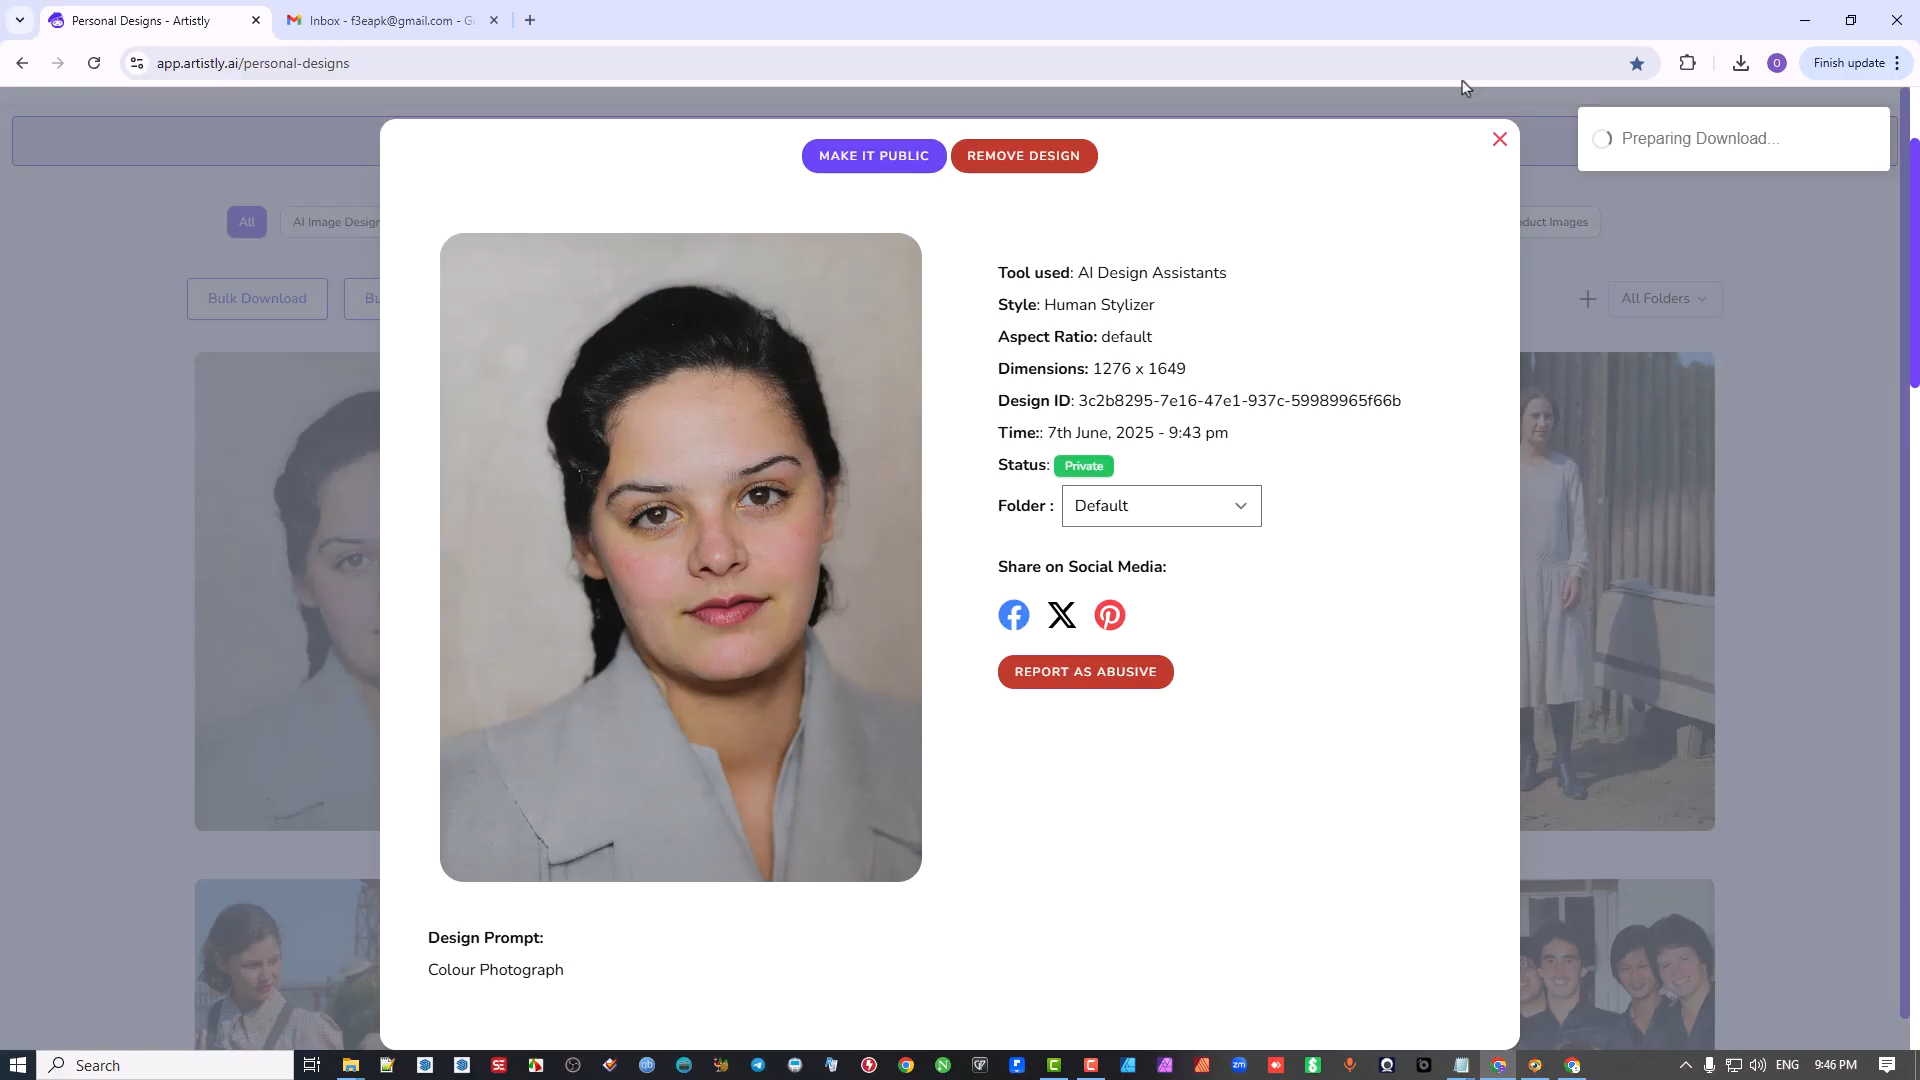 Personal Designs - Artistly
Inbox - f3eapk@gmail.com - G
app.artistly.ai/personal-designs
O
Finish update
Preparing Download...
MAKE IT PUBLIC
REMOVE DESIGN
All
AI Image Design
duct Images
Bulk Download
Bu
All Folders
Tool used: AI Design Assistants
Style: Human Stylizer
Aspect Ratio: default
Dimensions: 1276 x 1649
Design ID: 3c2b8295-7e16-47e1-937c-59989965f66b
Time:: 7th June, 2025 - 9:43 pm
Status: Private
Folder : Default
Share on Social Media:
REPORT AS ABUSIVE
Design Prompt:
Colour Photograph
Search
SE
qb
zm
ENG
9:46 PM